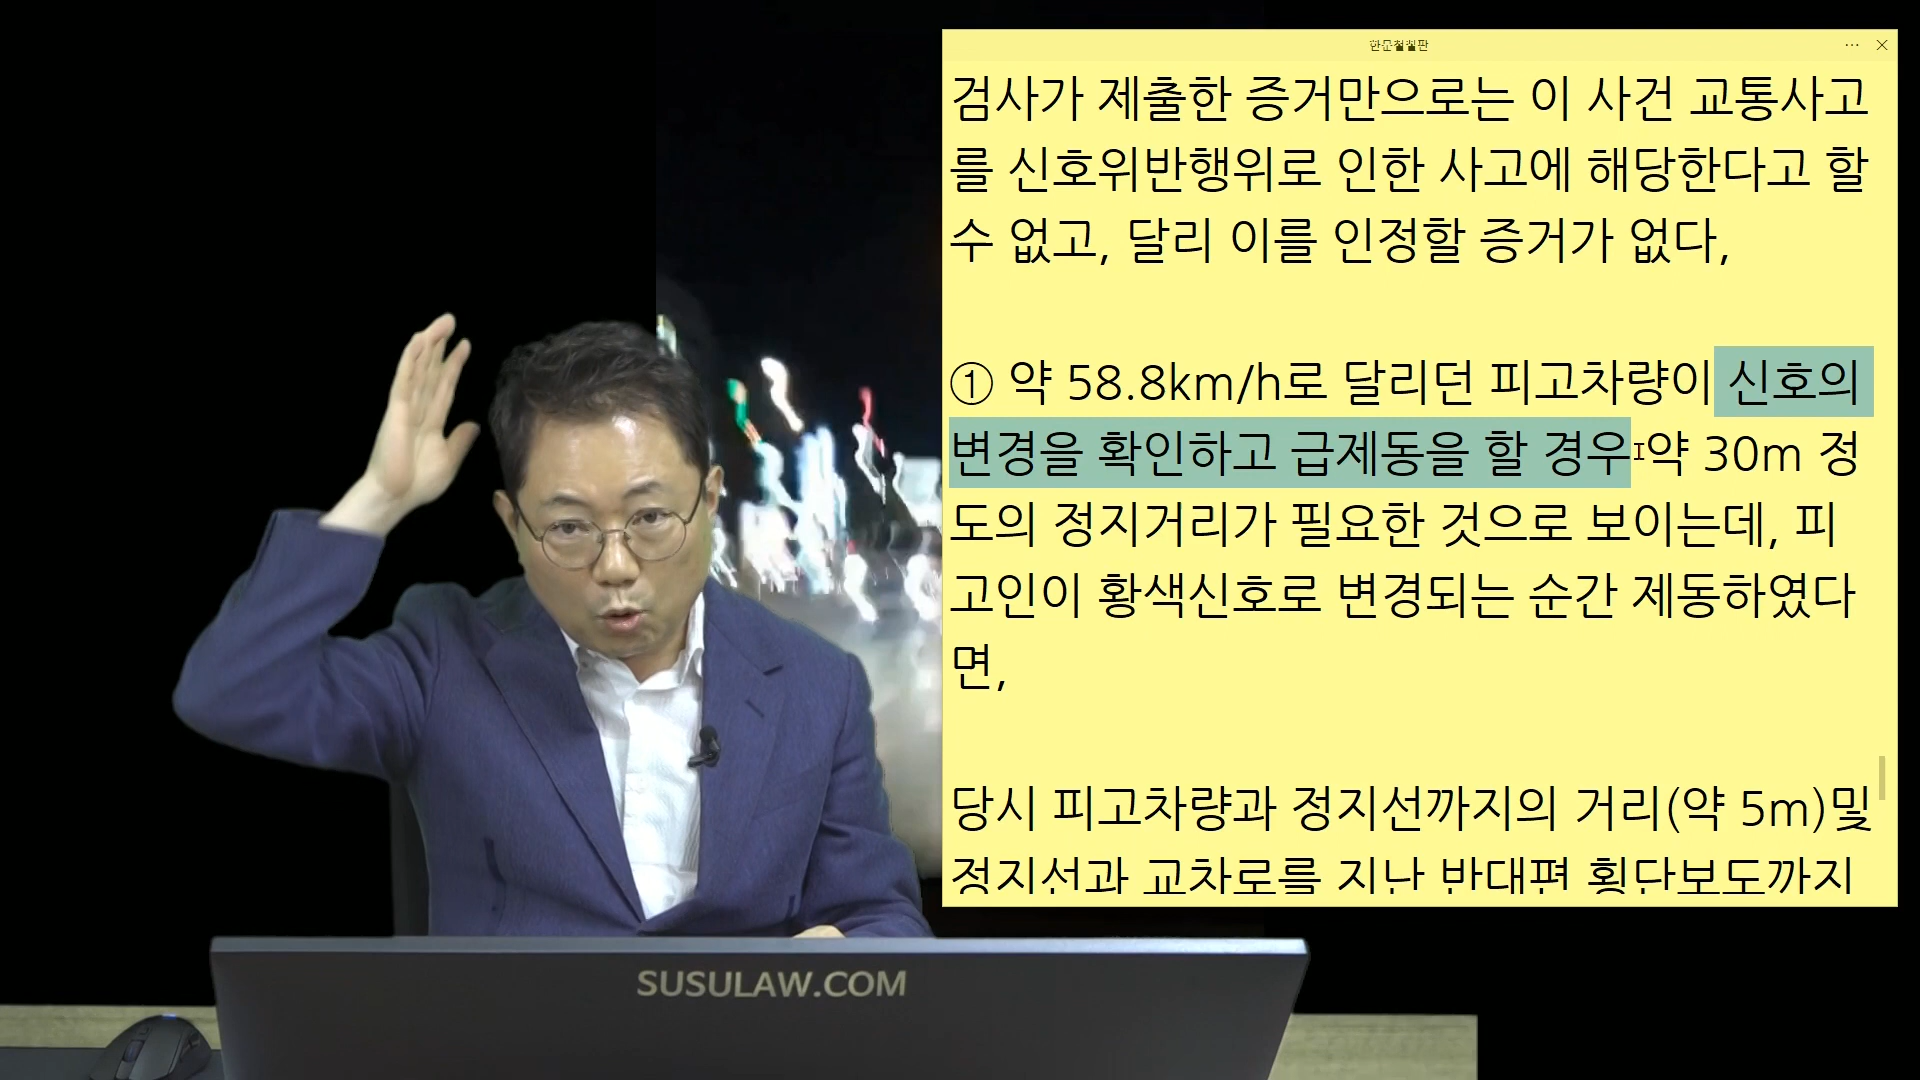 한문철칠판
검사가 제출한 증거만으로는 이 사건 교통사고
를 신호위반행위로 인한 사고에 해당한다고 할
수 없고, 달리 이를 인정할 증거가 없다,
① 약 58.8km/h로 달리던 피고차량이 신호의
변경을 확인하고 급제동을 할 경우 약 30m 정
도의 정지거리가 필요한 것으로 보이는데, 피
고인이 황색신호로 변경되는 순간 제동하였다
면,
당시 피고차량과 정지선까지의 거리(약 5m)및
정지선과 교차로를 지난 반대편 횡단보도까지
SUSULAW.COM